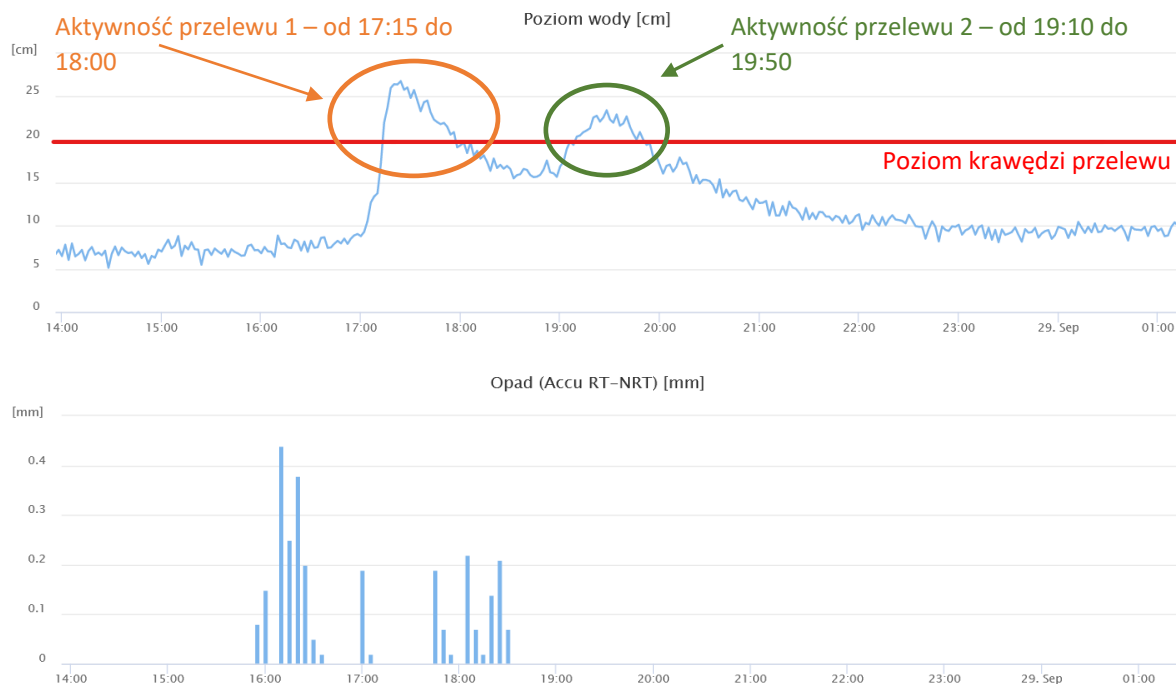 Poziom wody [cm]
Aktywność przelewu 1 – od 17:15 do
18:00
Aktywność przelewu 2 – od 19:10 do
19:50
[cm]
25
20
15
10
5
0
Poziom krawędzi przelewu
14:00 15:00 16:00 17:00 18:00 19:00 20:00 21:00 22:00 23:00 29. Sep 01:00
Opad (Accu RT-NRT) [mm]
[mm]
0.4
0.3
0.2
0.1
0
14:00 15:00 16:00 17:00 18:00 19:00 20:00 21:00 22:00 23:00 29. Sep 01:00